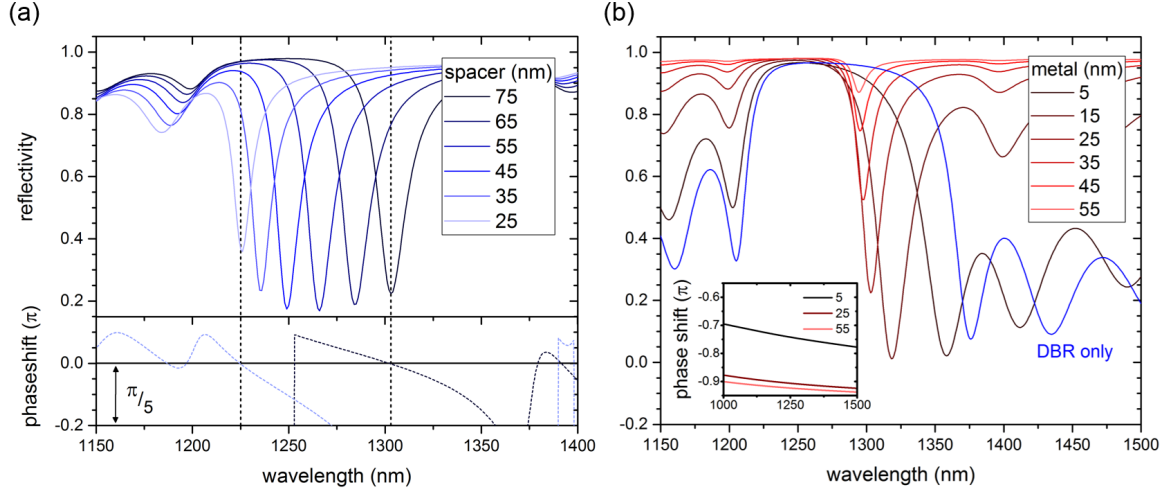 (a)
1.0
0.8
0.6
0.4
0.2
0.0
-0.2
reflectivity
phaseshift (π)
spacer (nm)
75
65
55
45
35
25
π/5
1150 1200 1250 1300 1350 1400
wavelength (nm)
(b)
1.0
0.8
0.6
0.4
0.2
0.0
-0.2
metal (nm)
5
15
25
35
45
55
DBR only
-0.6
-0.7
-0.8
-0.9
phase shift (π)
5
25
55
1000 1250 1500
1150 1200 1250 1300 1350 1400 1450 1500
wavelength (nm)